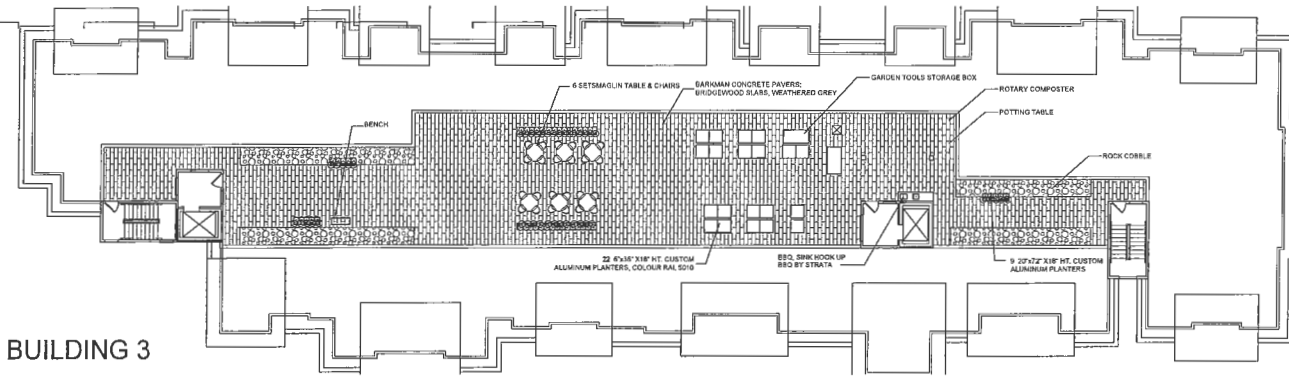 6 SETSMAGLIN TABLE & CHAIRS
BARKMAN CONCRETE PAVERS;
BRIDGEWOOD SLABS, WEATHERED GREY
GARDEN TOOLS STORAGE BOX
ROTARY COMPOSTER
POTTING TABLE
BENCH
ROCK COBBLE
22 6'x36" X18" HT. CUSTOM
ALUMINUM PLANTERS, COLOUR RAL 5010
BBQ, SINK HOOK UP
BBQ BY STRATA
9 20"x72" X18" HT. CUSTOM
ALUMINUM PLANTERS
BUILDING 3